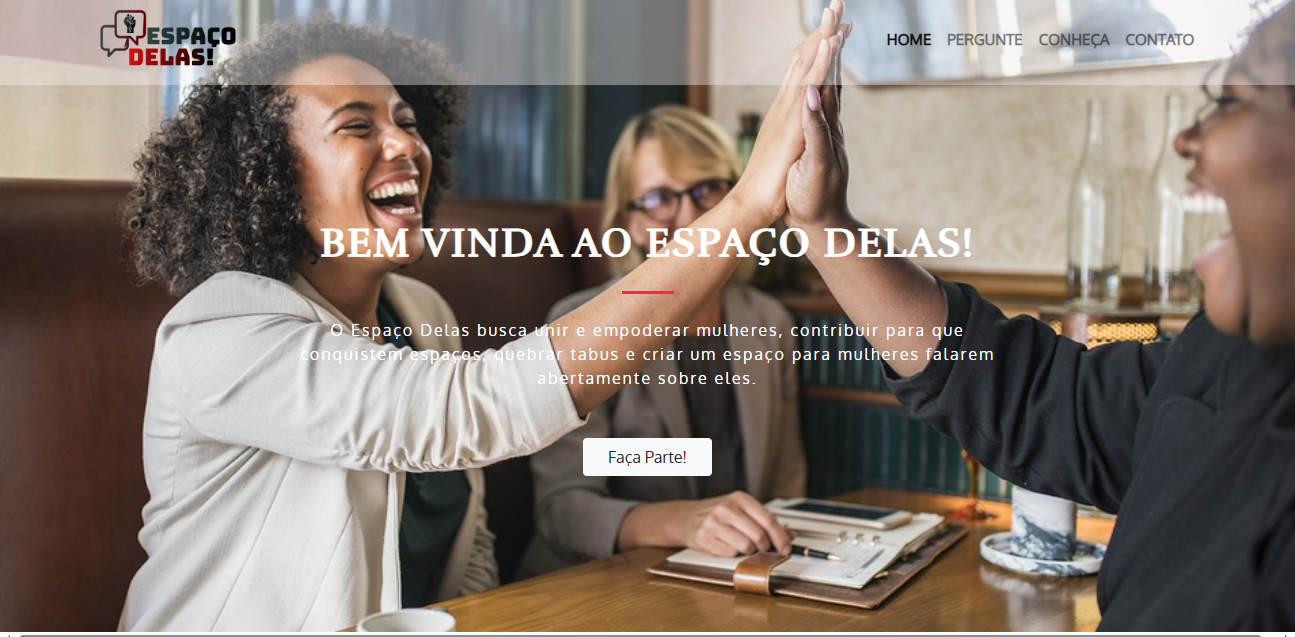 ESPAÇO
DELAS!
HOME PERGUNTE CONHEÇA CONTATO
BEM VINDA AO ESPAÇO DELAS!
O Espaço Delas busca unir e empoderar mulheres, contribuir para que
conquistem espaços, quebrar tabus e criar um espaço para mulheres falarem
abertamente sobre eles.
Faça Parte!